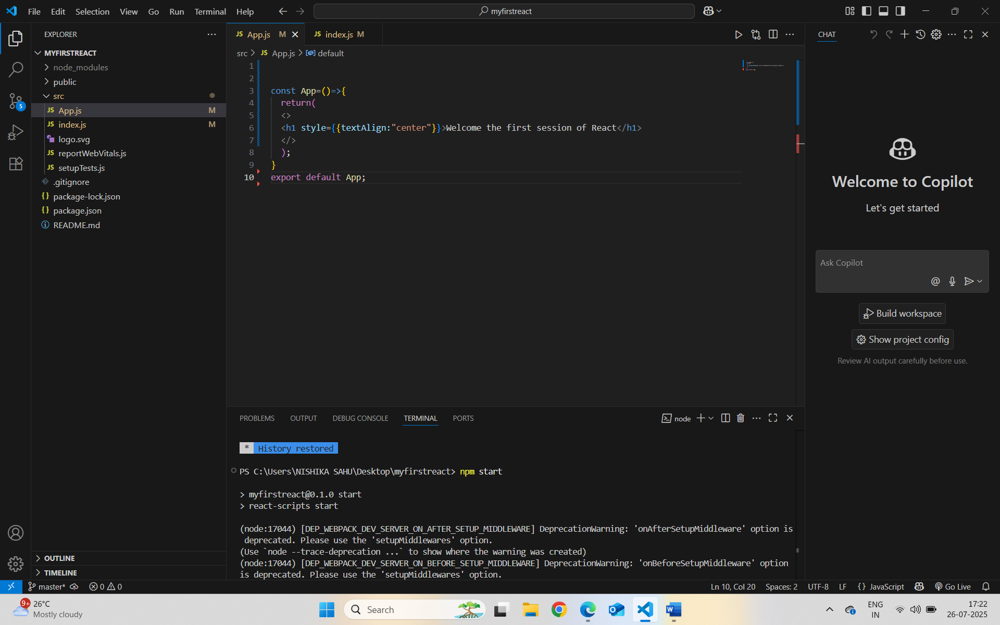 File Edit Selection View Go Run Terminal Help
myfirstreact
EXPLORER
MYFIRSTREACT
node_modules
public
src
JS App.js M
JS index.js M
logo.svg
JS reportWebVitals.js
JS setupTests.js
.gitignore
{} package-lock.json
{} package.json
README.md
5
OUTLINE
TIMELINE
JS App.js M
JS index.js M
src > JS App.js > default
1
2
3 const App=()=>{
4 return(
5 <>
6 <h1 style={{textAlign:"center"}}>Welcome the first session of React</h1>
7 </>
8 );
9 }
10 export default App;
PROBLEMS OUTPUT DEBUG CONSOLE TERMINAL PORTS
node
* History restored
PS C:\Users\NISHIKA SAHU\Desktop\myfirstreact> npm start
> myfirstreact@0.1.0 start
> react-scripts start
(node:17044) [DEP_WEBPACK_DEV_SERVER_ON_AFTER_SETUP_MIDDLEWARE] DeprecationWarning: 'onAfterSetupMiddleware' option is
deprecated. Please use the 'setupMiddlewares' option.
(Use `node --trace-deprecation ...` to show where the warning was created)
(node:17044) [DEP_WEBPACK_DEV_SERVER_ON_BEFORE_SETUP_MIDDLEWARE] DeprecationWarning: 'onBeforeSetupMiddleware' option
is deprecated. Please use the 'setupMiddlewares' option.
CHAT
Welcome to Copilot
Let's get started
Ask Copilot
@
Build workspace
Show project config
Review AI output carefully before use.
master* 0 0
Ln 10, Col 20 Spaces: 2 UTF-8 LF {} JavaScript Go Live
9+
26°C
Mostly cloudy
Search
ENG
IN
17:22
26-07-2025